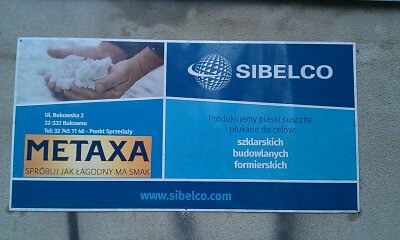 SIBELCO
Ul. Bukowska 2
32-332 Bukowno
Tel: 32 745 11 46 - Punkt Sprzedaży
METAXA
SPRÓBUJ JAK ŁAGODNY MA SMAK
Produkujemy piaski suszone
i płukane do celów:
szklarskich
budowlanych
formierskich
www.sibelco.com